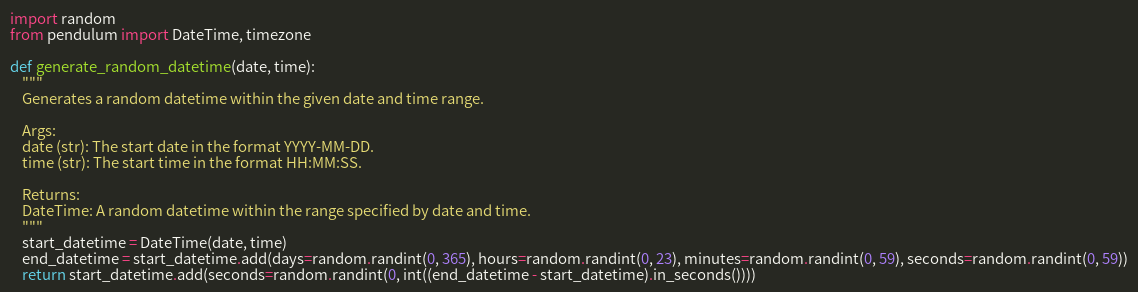 import random
from pendulum import DateTime, timezone

def generate_random_datetime(date, time):
    """
    Generates a random datetime within the given date and time range.

    Args:
    date (str): The start date in the format YYYY-MM-DD.
    time (str): The start time in the format HH:MM:SS.

    Returns:
    DateTime: A random datetime within the range specified by date and time.
    """
    start_datetime = DateTime(date, time)
    end_datetime = start_datetime.add(days=random.randint(0, 365), hours=random.randint(0, 23), minutes=random.randint(0, 59), seconds=random.randint(0, 59))
    return start_datetime.add(seconds=random.randint(0, int((end_datetime - start_datetime).in_seconds())))